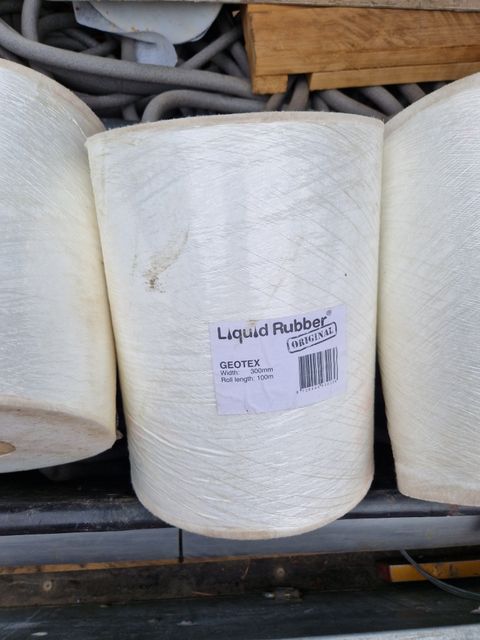 Liquid Rubber®
ORIGINAL
GEOTEX
Width: 300mm
Roll length: 100m